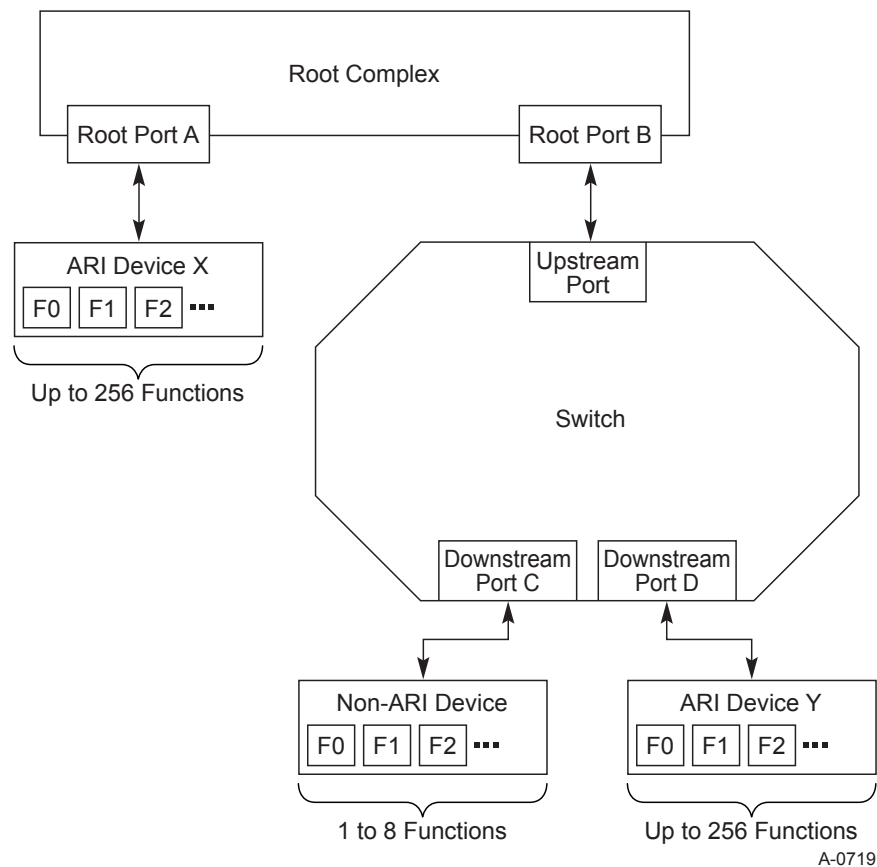 Root Complex
Root Port A
Root Port B
ARI Device X
F0 F1 F2
Up to 256 Functions
Upstream
Port
Switch
Downstream
Port C
Downstream
Port D
Non-ARI Device
F0 F1 F2
1 to 8 Functions
ARI Device Y
F0 F1 F2
Up to 256 Functions
A-0719